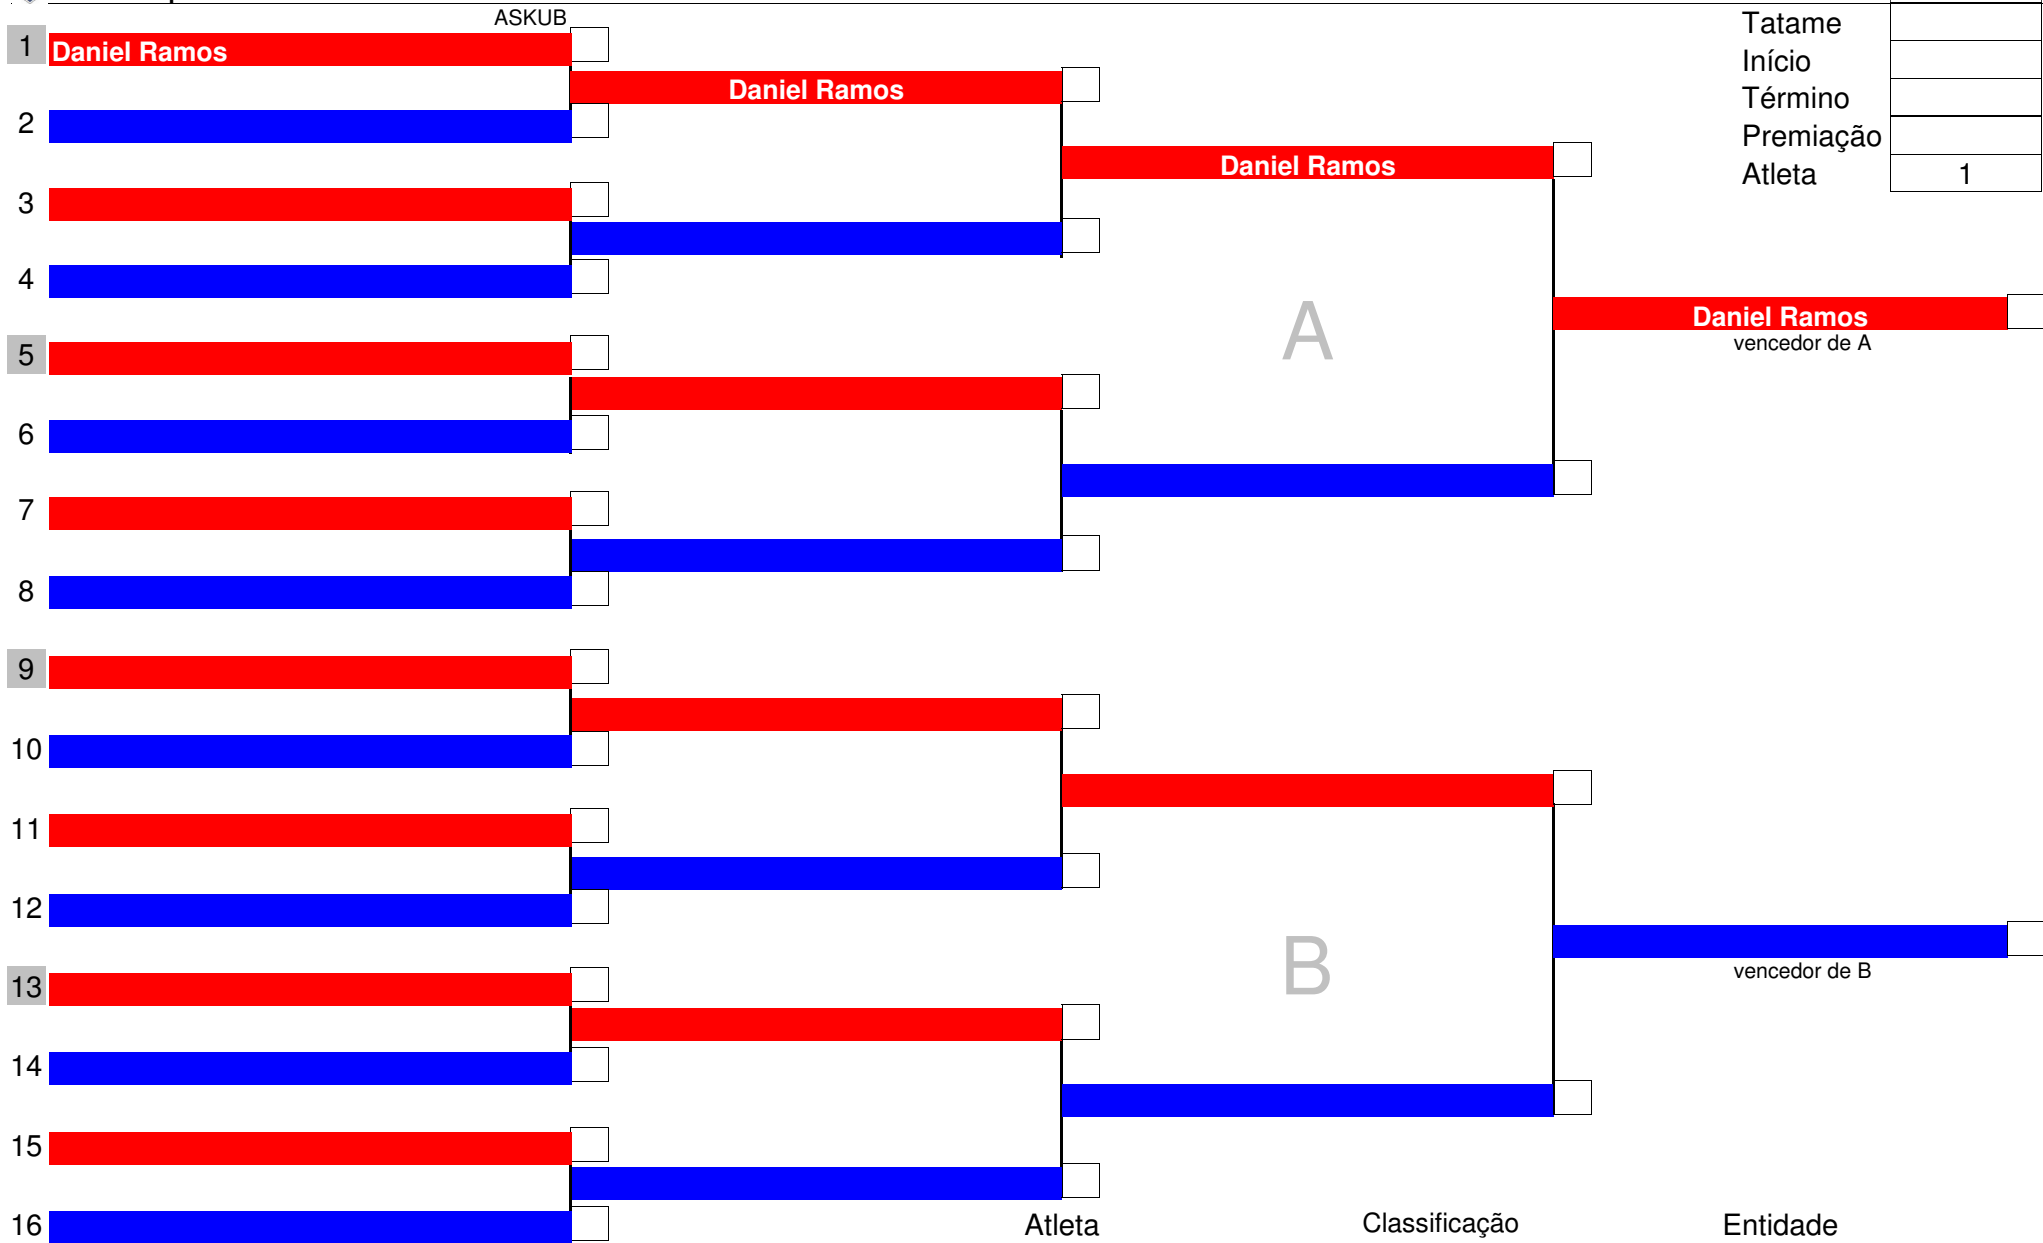 ASKUB
Tatame
1 Daniel Ramos
Início
Daniel Ramos
Término
2
Premiação
Daniel Ramos
Atleta 1
3
4
A
Daniel Ramos
vencedor de A
5
6
7
8
9
10
11
12
B
vencedor de B
13
14
15
16
Atleta Classificação Entidade